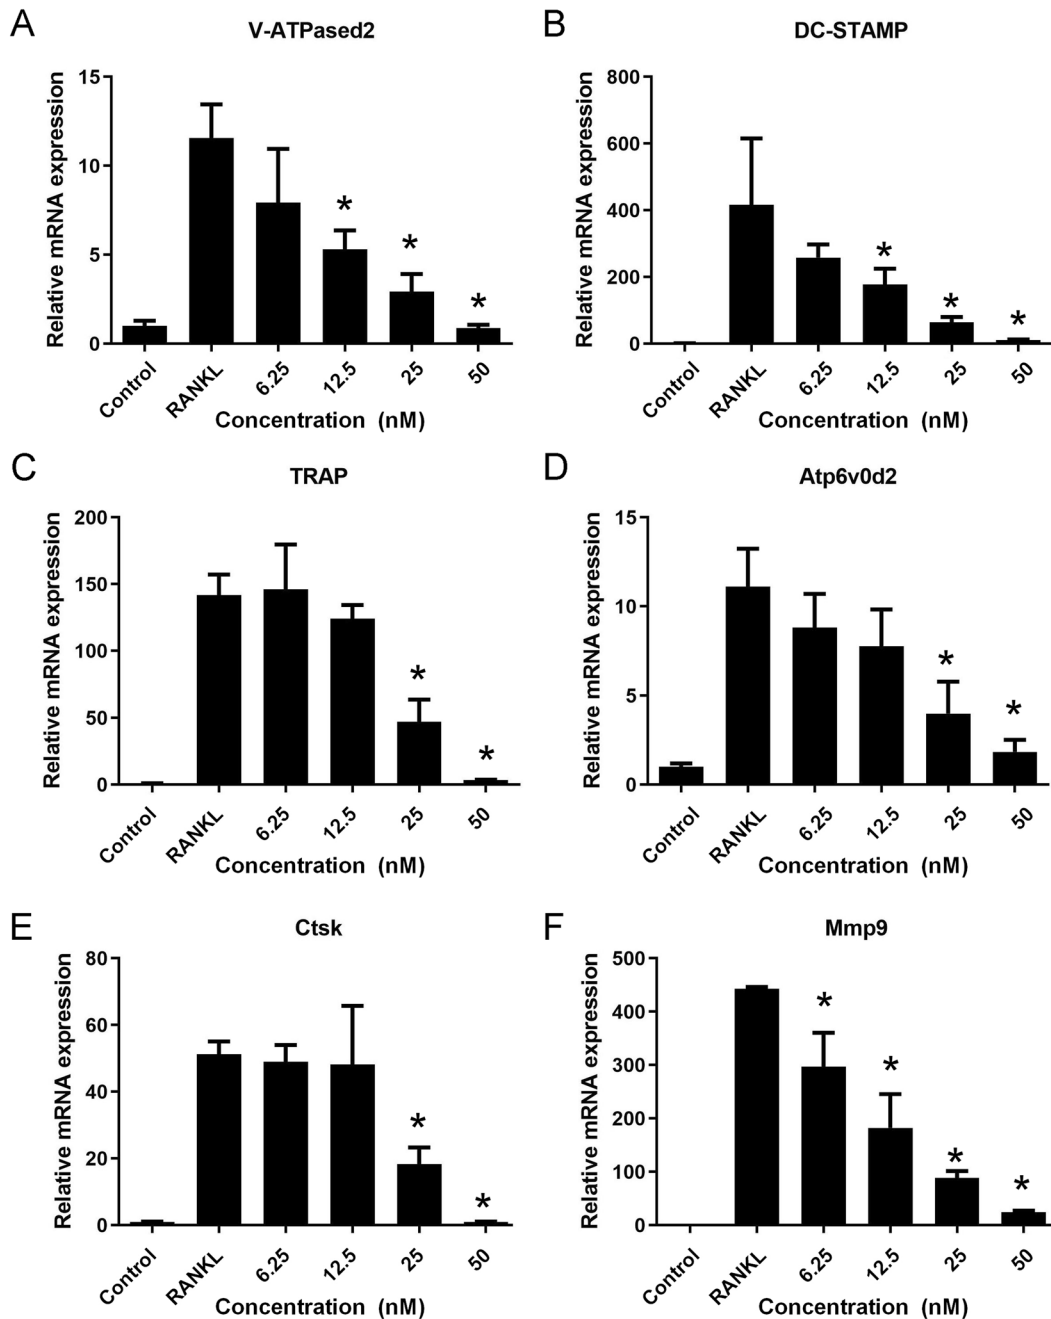 A
V-ATPased2
Relative mRNA expression
15
10
5
0
Control
RANKL
6.25
12.5
25
50
Concentration (nM)
B
DC-STAMP
Relative mRNA expression
800
600
400
200
0
Control
RANKL
6.25
12.5
25
50
Concentration (nM)
C
TRAP
Relative mRNA expression
200
150
100
50
0
Control
RANKL
6.25
12.5
25
50
Concentration (nM)
D
Atp6v0d2
Relative mRNA expression
15
10
5
0
Control
RANKL
6.25
12.5
25
50
Concentration (nM)
E
Ctsk
Relative mRNA expression
80
60
40
20
0
Control
RANKL
6.25
12.5
25
50
Concentration (nM)
F
Mmp9
Relative mRNA expression
500
400
300
200
100
0
Control
RANKL
6.25
12.5
25
50
Concentration (nM)